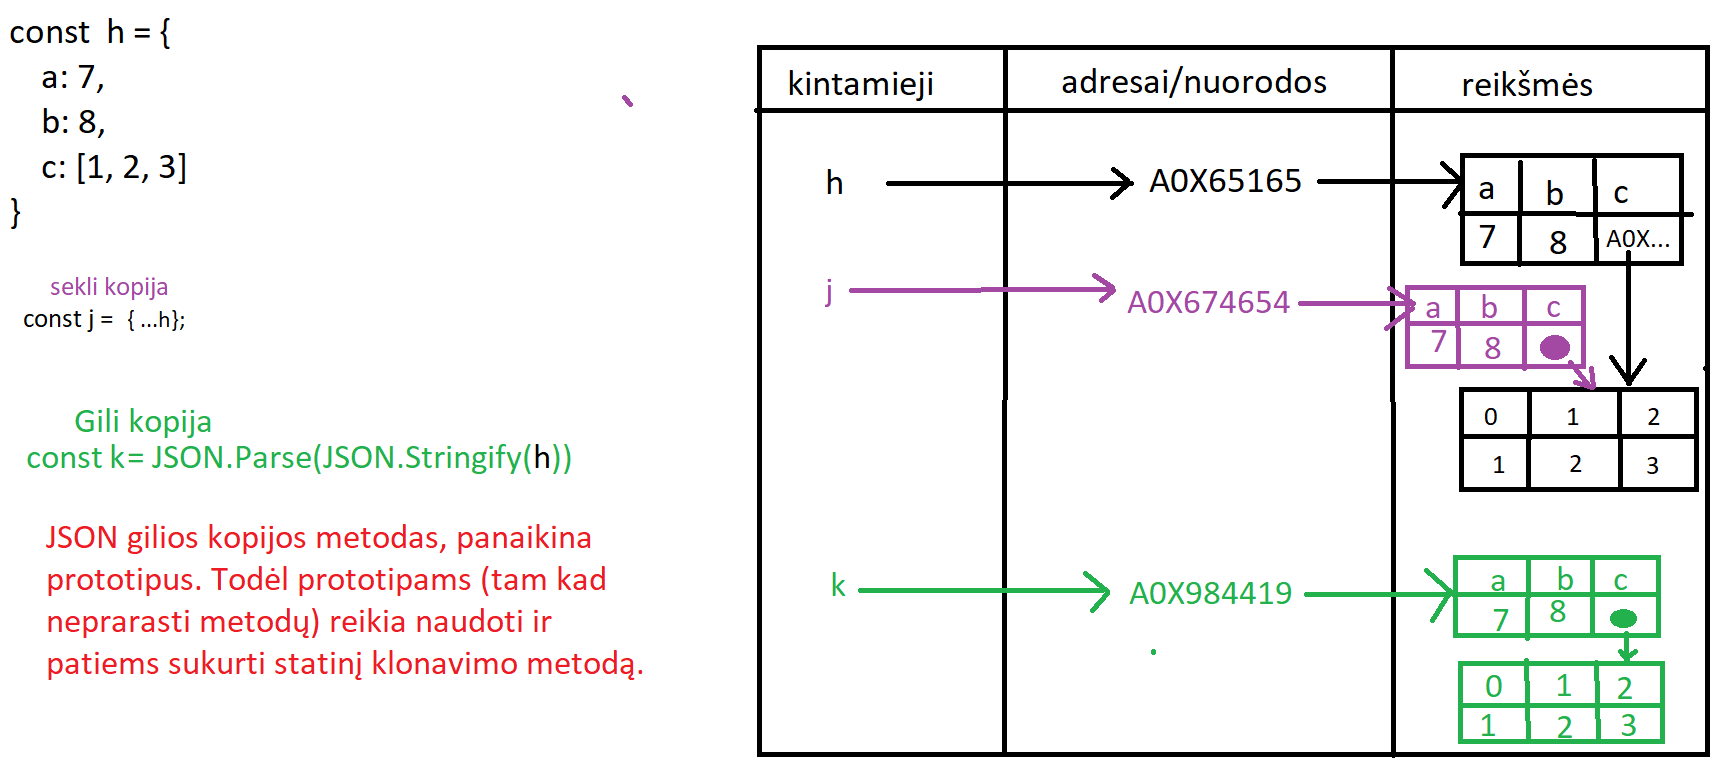 const h = {
a: 7,
b: 8,
c: [1, 2, 3]
}
sekli kopija
const j = { ...h};
Gili kopija
const k= JSON.Parse(JSON.Stringify(h))
JSON gilios kopijos metodas, panaikina
prototipus. Todėl prototipams (tam kad
neprarasti metodų) reikia naudoti ir
patiems sukurti statinį klonavimo metodą.
kintamieji adresai/nuorodos reikšmės
h A0X65165
a b c
7 8 A0X...
j A0X674654
a b c
7 8
0 1 2
1 2 3
k A0X984419
a b c
7 8
0 1 2
1 2 3